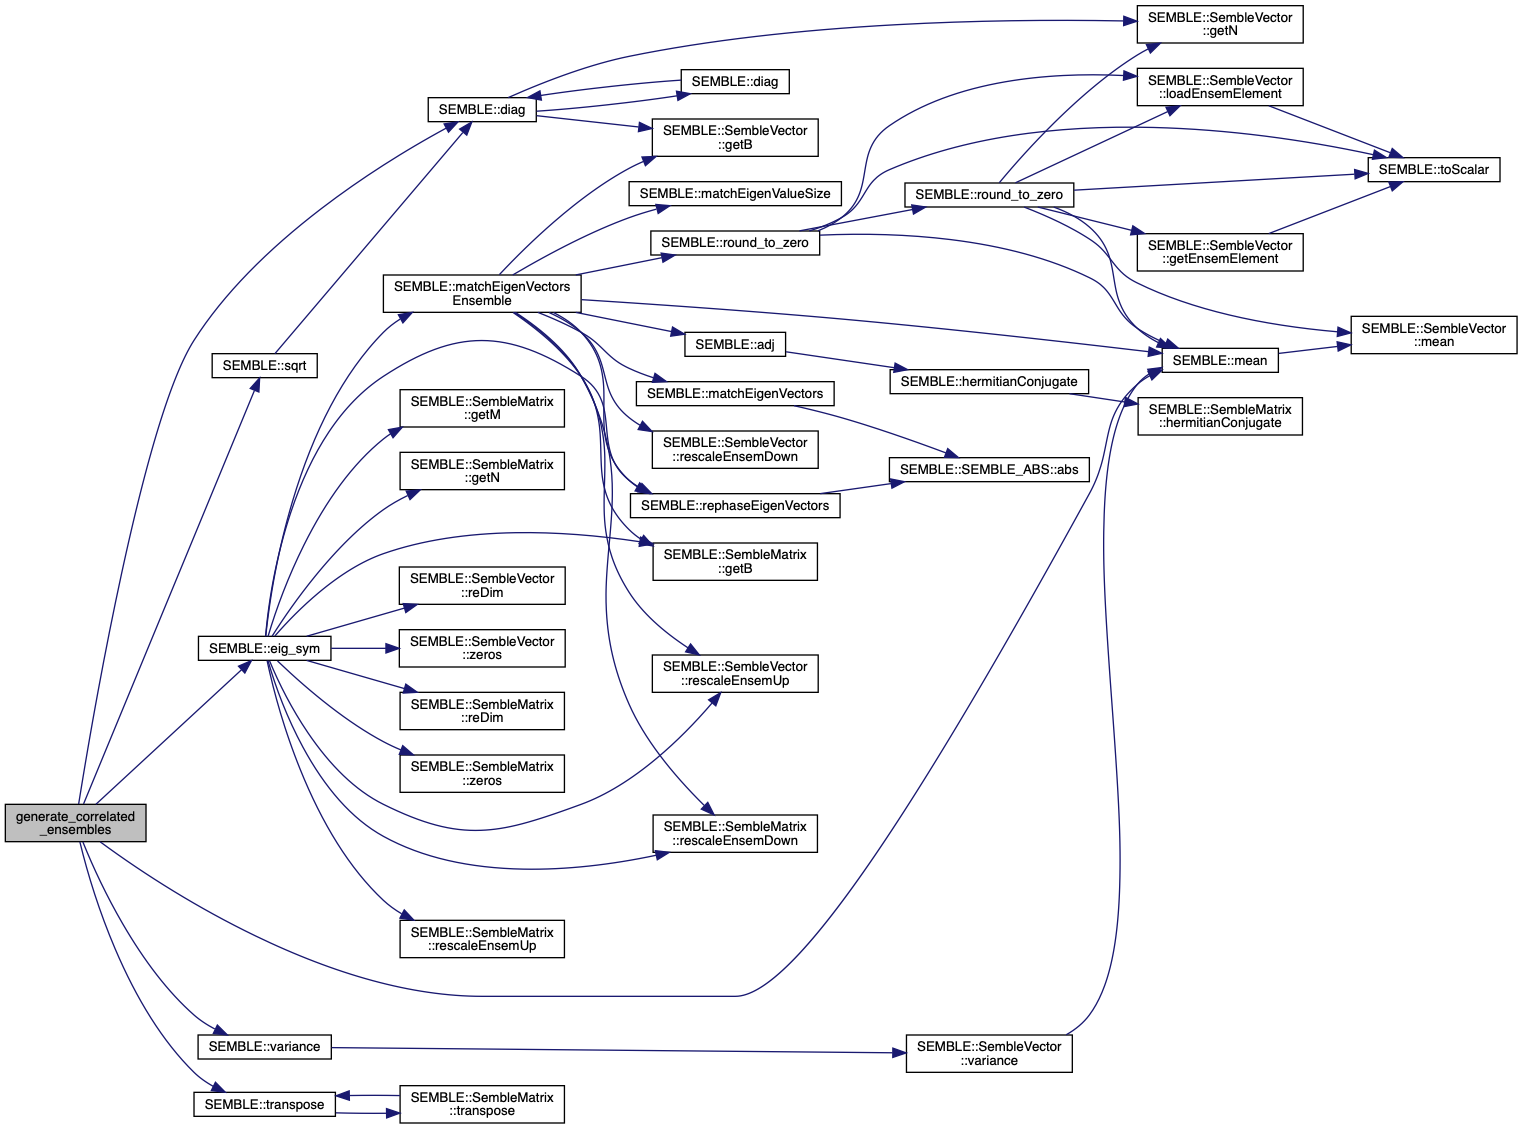 SEMBLE::SembleVector
::getN
SEMBLE::diag
SEMBLE::SembleVector
::loadEnsemElement
SEMBLE::diag
SEMBLE::SembleVector
::getB
SEMBLE::toScalar
SEMBLE::matchEigenValueSize
SEMBLE::round_to_zero
SEMBLE::round_to_zero
SEMBLE::SembleVector
::getEnsemElement
SEMBLE::matchEigenVectors
Ensemble
SEMBLE::SembleVector
::mean
SEMBLE::adj
SEMBLE::mean
SEMBLE::sqrt
SEMBLE::hermitianConjugate
SEMBLE::matchEigenVectors
SEMBLE::SembleMatrix
::getM
SEMBLE::SembleMatrix
::hermitianConjugate
SEMBLE::SembleVector
::rescaleEnsemDown
SEMBLE::SembleMatrix
::getN
SEMBLE::SEMBLE_ABS::abs
SEMBLE::rephaseEigenVectors
SEMBLE::SembleMatrix
::getB
SEMBLE::SembleVector
::reDim
SEMBLE::eig_sym
SEMBLE::SembleVector
::zeros
SEMBLE::SembleVector
::rescaleEnsemUp
SEMBLE::SembleMatrix
::reDim
SEMBLE::SembleMatrix
::zeros
generate_correlated
_ensembles
SEMBLE::SembleMatrix
::rescaleEnsemDown
SEMBLE::SembleMatrix
::rescaleEnsemUp
SEMBLE::variance
SEMBLE::SembleVector
::variance
SEMBLE::transpose
SEMBLE::SembleMatrix
::transpose